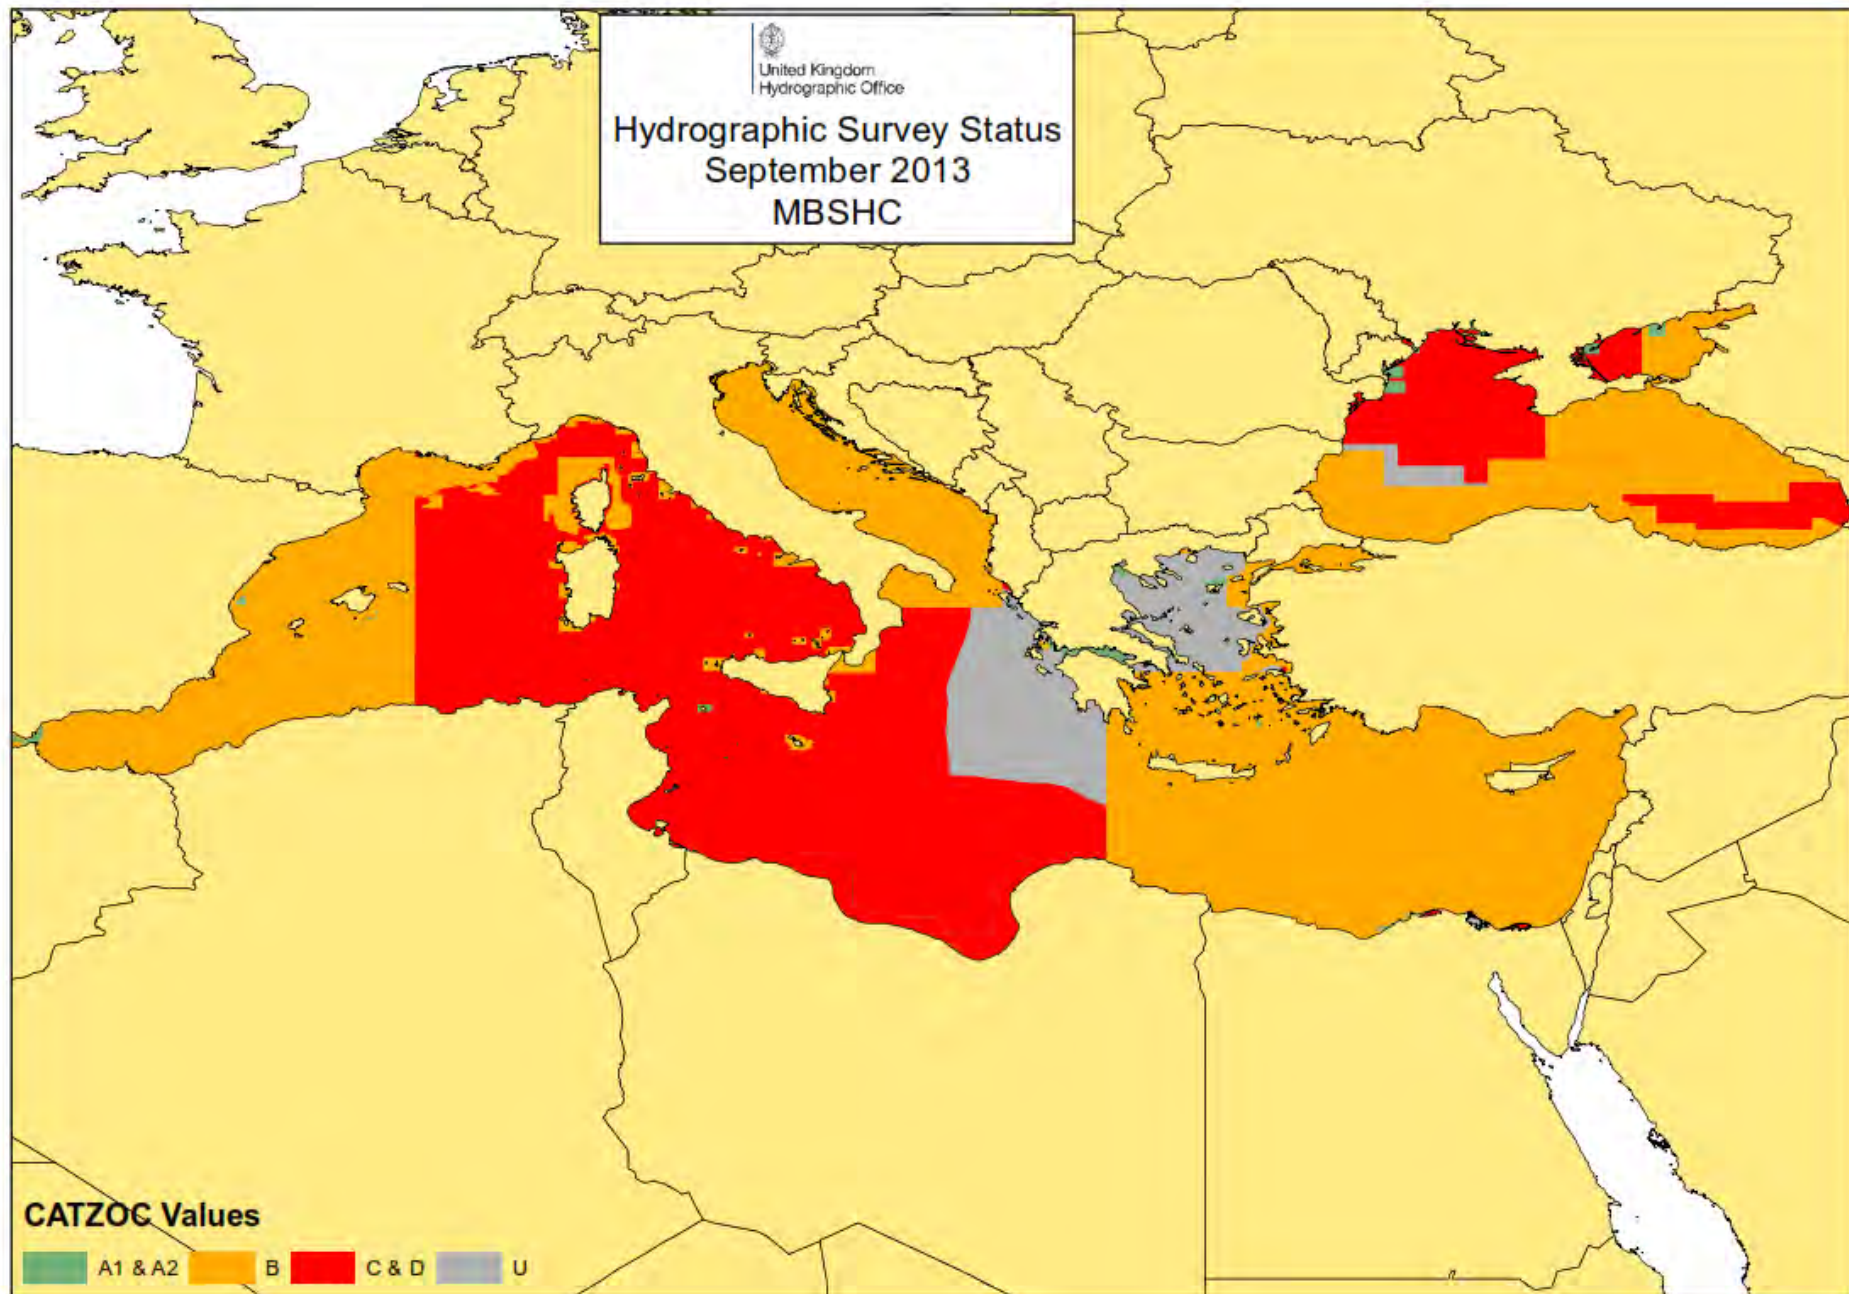 United Kingdom
Hydrographic Office
Hydrographic Survey Status
September 2013
MBSHC
CATZOC Values
A1 & A2
B
C & D
U